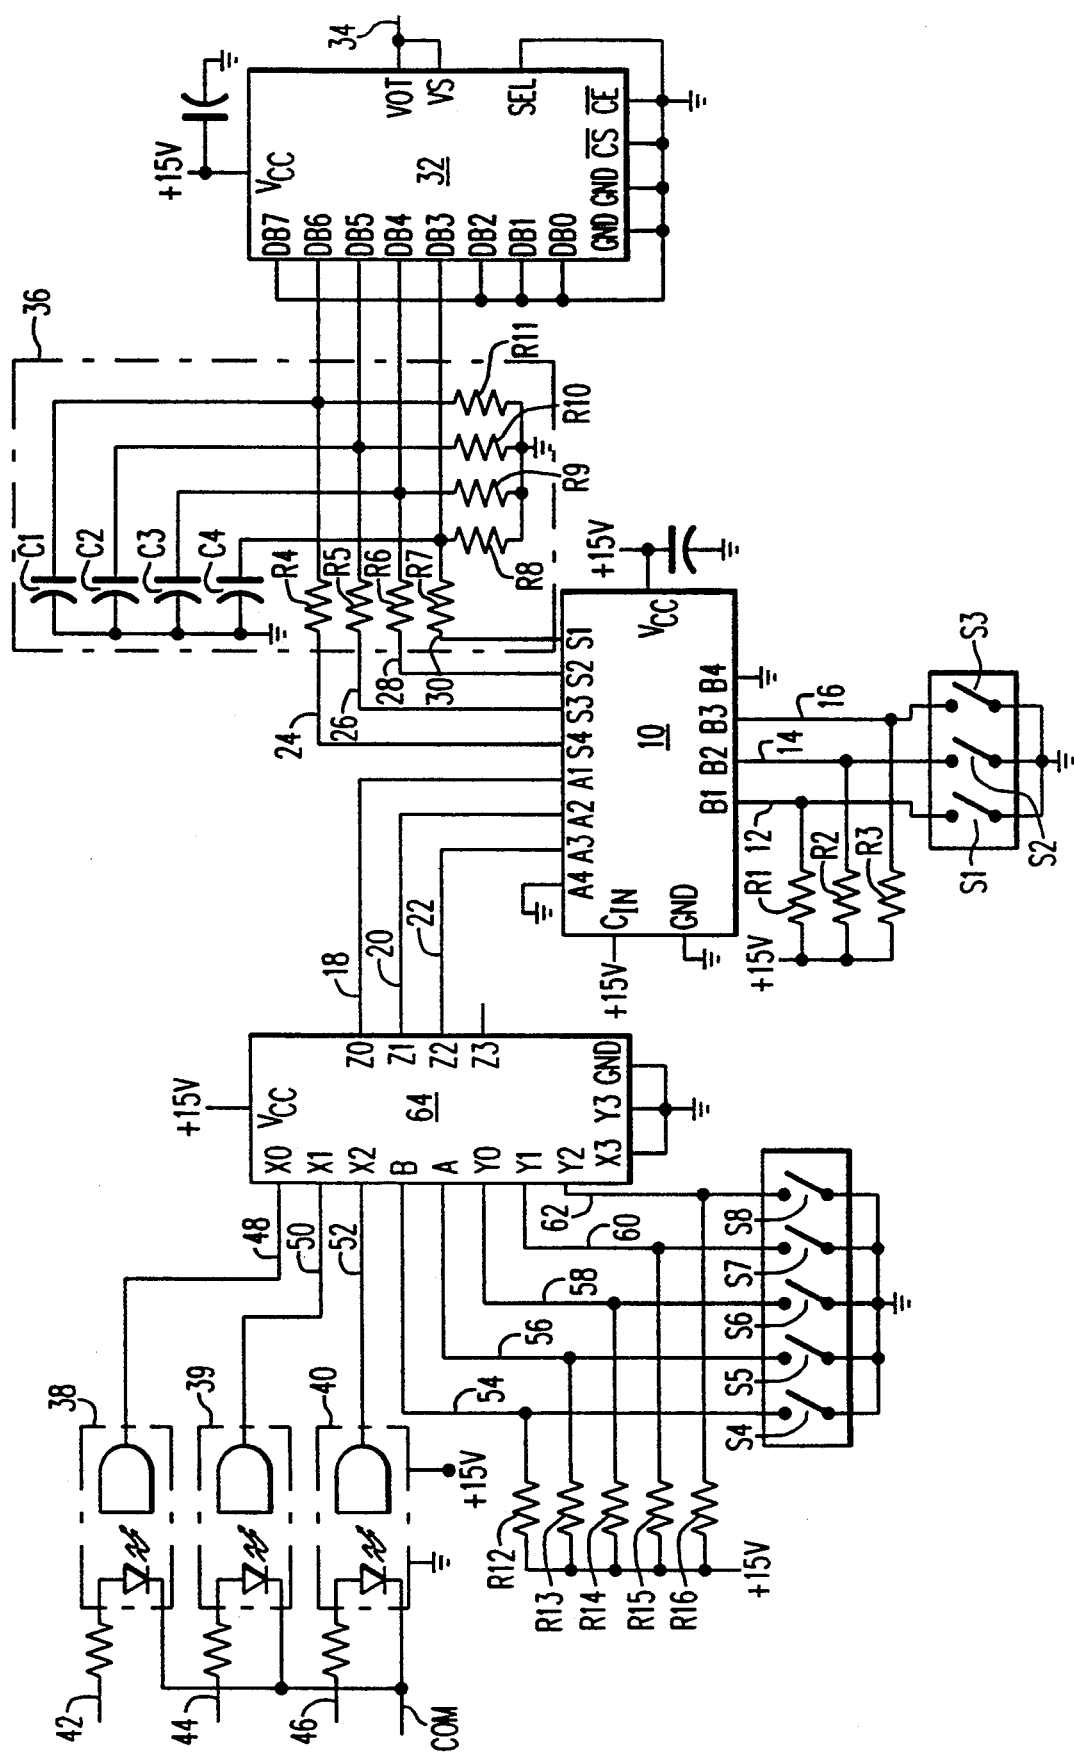 42
44
46
COM
38
39
40
+15V
48
50
52
54
56
58
60
62
R12
R13
R14
R15
R16
+15V
S4
S5
S6
S7
S8
+15V
VCC
X0
X1
X2
B
A
Y0
Y1
Y2
X3
Y3
GND
64
Z0
Z1
Z2
Z3
18
20
22
24
26
28
30
A4
A3
A2
A1
S4
S3
S2
S1
CIN
+15V
GND
10
VCC
+15V
B1
B2
B3
B4
12
14
16
R1
R2
R3
+15V
S1
S2
S3
36
C1
C2
C3
C4
R4
R5
R6
R7
R8
R9
R10
R11
+15V
VCC
DB7
DB6
DB5
DB4
DB3
DB2
DB1
DB0
32
VOT
VS
SEL
GND
GND
CS
CE
34